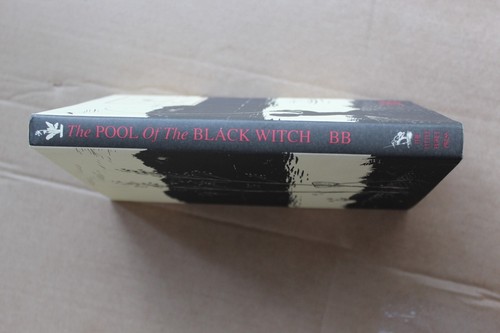 The POOL Of The BLACK WITCH BB